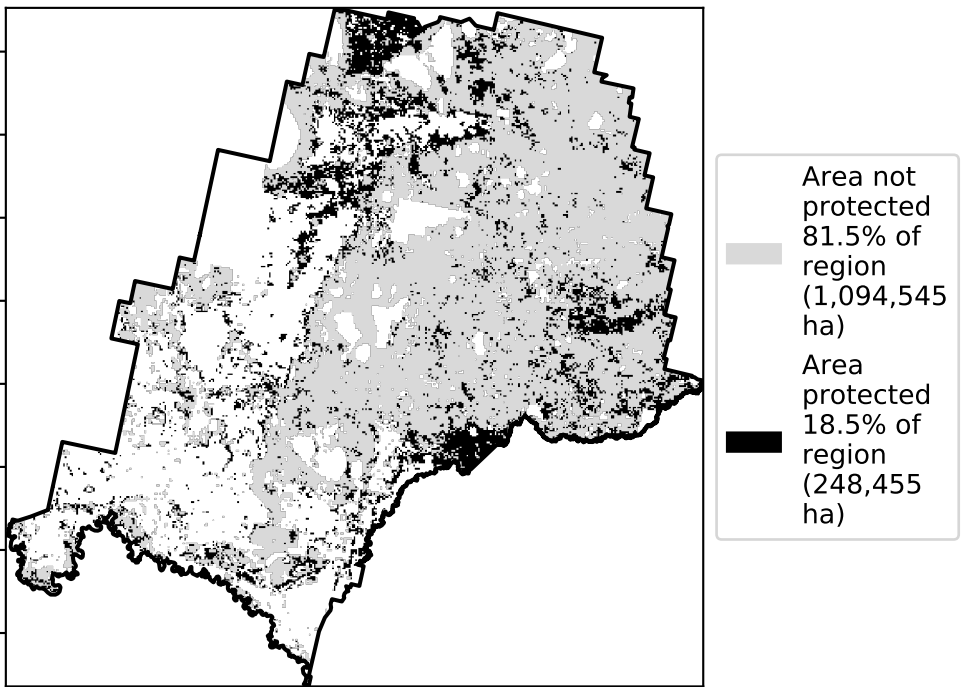 Area not
protected
81.5% of
region
(1,094,545
ha)
Area
protected
18.5% of
region
(248,455
ha)